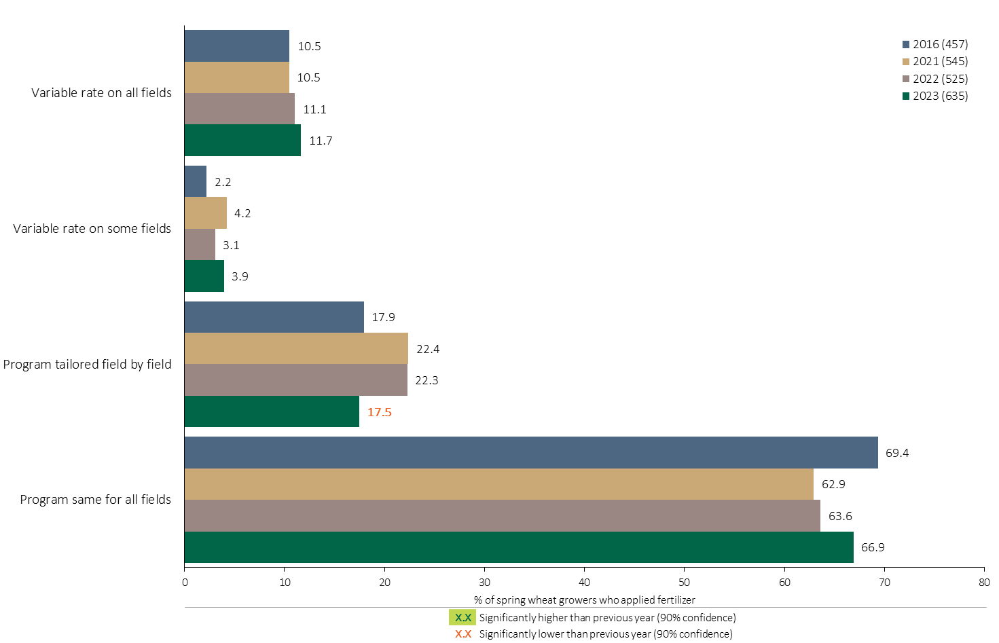 2016 (457)
2021 (545)
2022 (525)
2023 (635)
Variable rate on all fields
10.5
10.5
11.1
11.7
Variable rate on some fields
2.2
4.2
3.1
3.9
Program tailored field by field
17.9
22.4
22.3
17.5
Program same for all fields
69.4
62.9
63.6
66.9
0 10 20 30 40 50 60 70 80
% of spring wheat growers who applied fertilizer
X.X Significantly higher than previous year (90% confidence)
X.X Significantly lower than previous year (90% confidence)